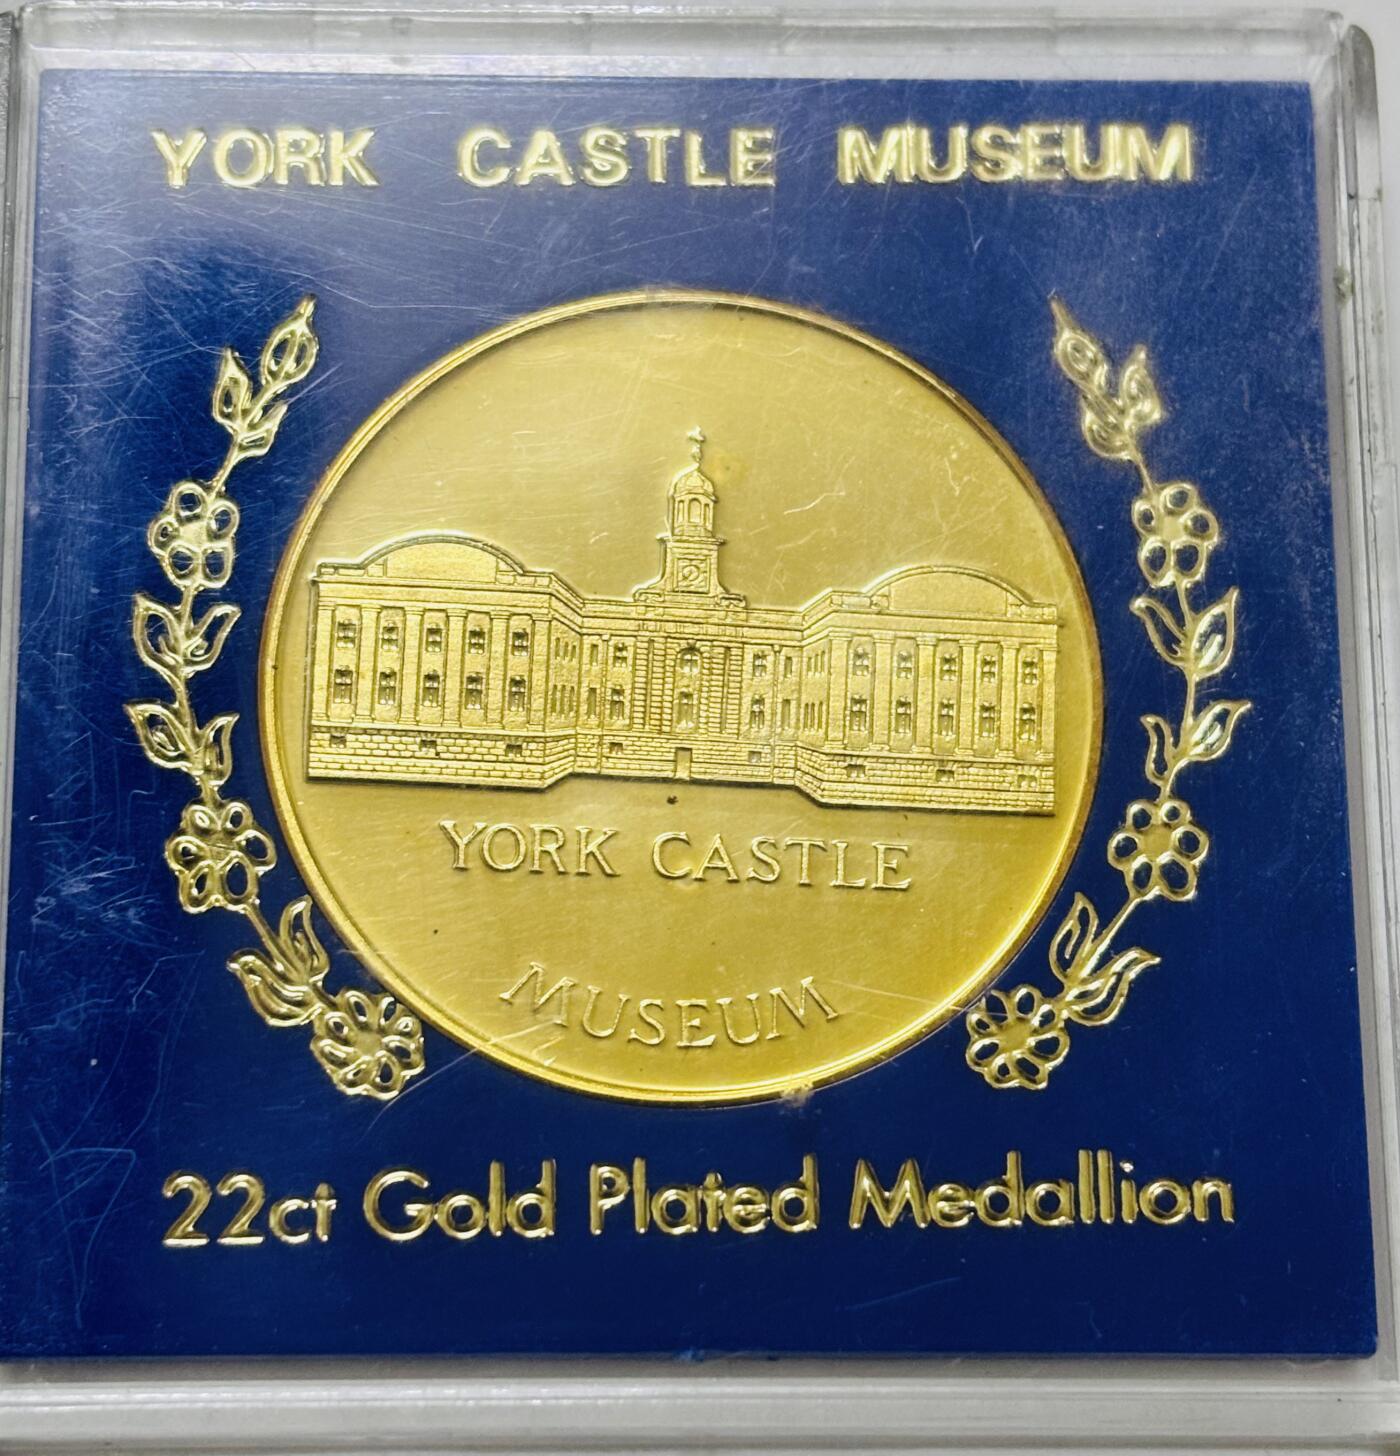 YORK CASTLE MUSEUM
YORK CASTLE
MUSEUM
22ct Gold Plated Medallion